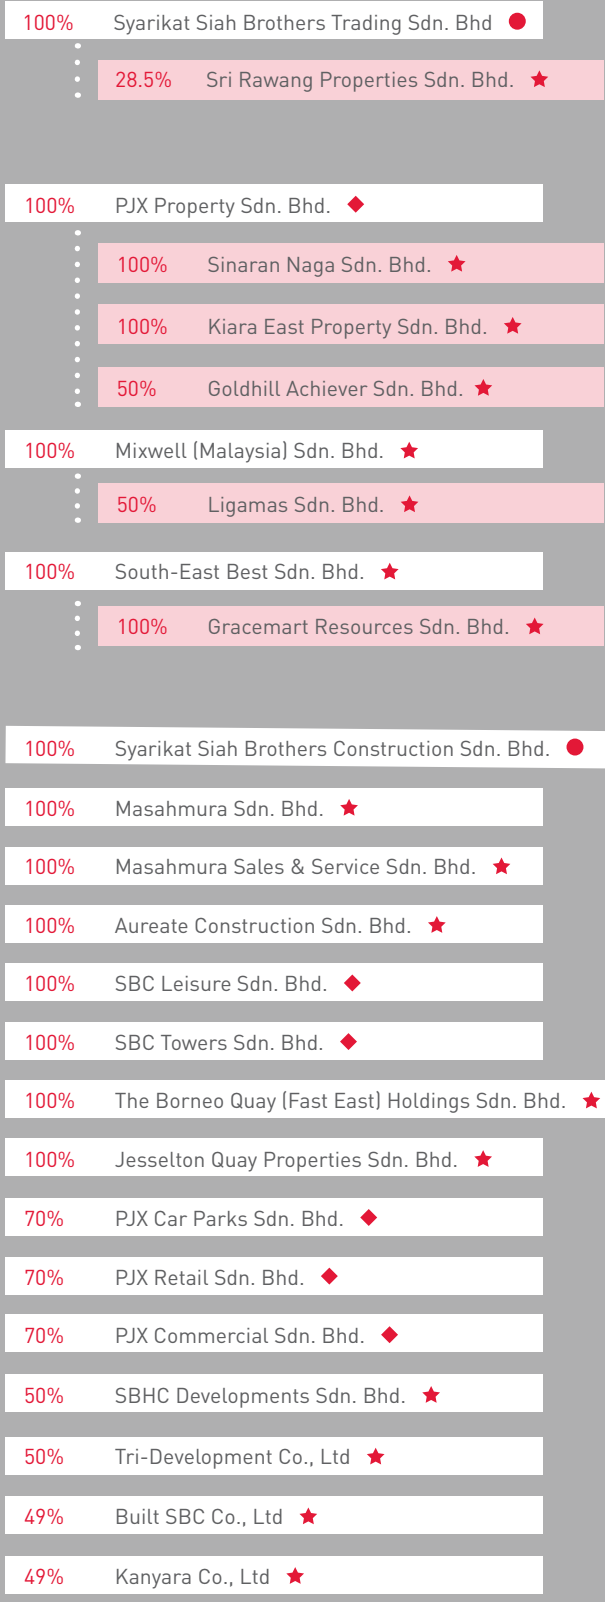 100% Syarikat Siah Brothers Trading Sdn. Bhd
28.5% Sri Rawang Properties Sdn. Bhd.
100% PJX Property Sdn. Bhd.
100% Sinaran Naga Sdn. Bhd.
100% Kiara East Property Sdn. Bhd.
50% Goldhill Achiever Sdn. Bhd.
100% Mixwell (Malaysia) Sdn. Bhd.
50% Ligamas Sdn. Bhd.
100% South-East Best Sdn. Bhd.
100% Gracemart Resources Sdn. Bhd.
100% Syarikat Siah Brothers Construction Sdn. Bhd.
100% Masahmura Sdn. Bhd.
100% Masahmura Sales & Service Sdn. Bhd.
100% Aureate Construction Sdn. Bhd.
100% SBC Leisure Sdn. Bhd.
100% SBC Towers Sdn. Bhd.
100% The Borneo Quay (Fast East) Holdings Sdn. Bhd.
100% Jesselton Quay Properties Sdn. Bhd.
70% PJX Car Parks Sdn. Bhd.
70% PJX Retail Sdn. Bhd.
70% PJX Commercial Sdn. Bhd.
50% SBHC Developments Sdn. Bhd.
50% Tri-Development Co., Ltd
49% Built SBC Co., Ltd
49% Kanyara Co., Ltd